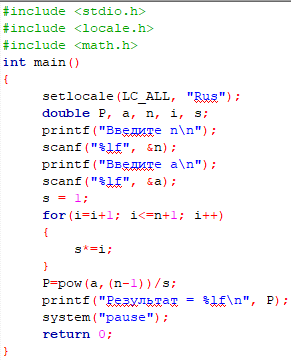 #include <stdio.h>
#include <locale.h>
#include <math.h>
int main()
{
setlocale(LC_ALL, "Rus");
double P, a, n, i, s;
printf("Введите n\n");
scanf("%lf", &n);
printf("Введите a\n");
scanf("%lf", &a);
s = 1;
for(i=i+1; i<=n+1; i++)
{
s*=i;
}
P=pow(a,(n-1))/s;
printf("Результат = %lf\n", P);
system("pause");
return 0;
}